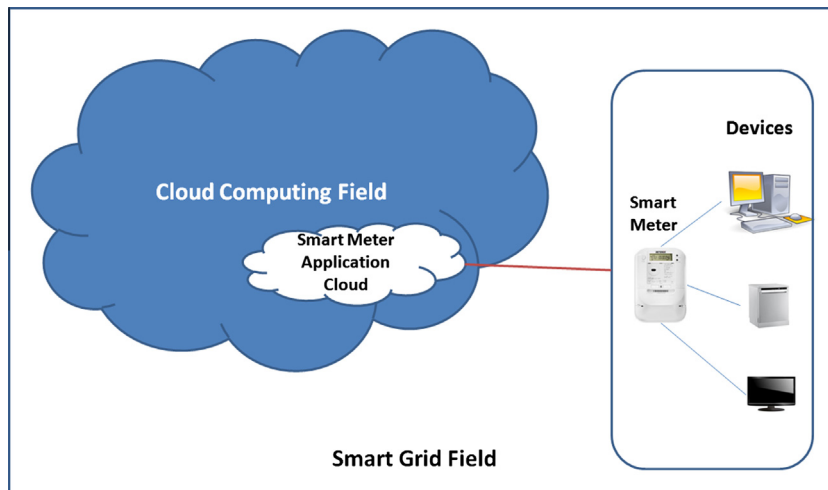 Devices
Cloud Computing Field
Smart
Meter
Smart Meter
Application
Cloud
Smart Grid Field